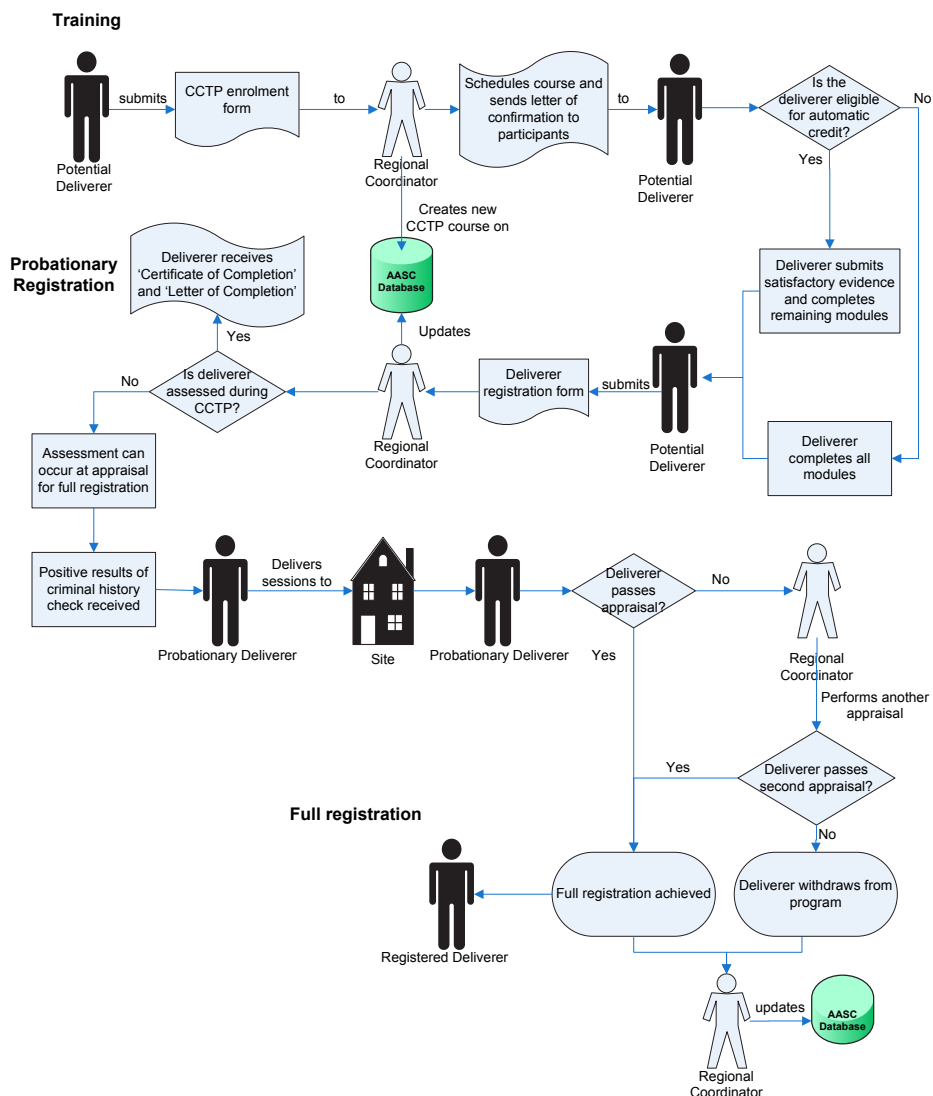 Training
submits
CCTP enrolment
form
to
Schedules course and
sends letter of
confirmation to
participants
to
Is the
deliverer eligible
for automatic
credit?
No
Yes
Potential
Deliverer
Regional
Coordinator
Potential
Deliverer
Creates new
CCTP course on
Probationary
Registration
Deliverer receives
‘Certificate of Completion’
and ‘Letter of Completion’
AASC
Database
Deliverer submits
satisfactory evidence
and completes
remaining modules
Yes
Updates
No
Is deliverer
assessed during
CCTP?
Deliverer
registration form
submits
Regional
Coordinator
Potential
Deliverer
Deliverer
completes all
modules
Assessment can
occur at appraisal
for full registration
Positive results of
criminal history
check received
Delivers
sessions to
Deliverer
passes
appraisal?
No
Probationary Deliverer
Site
Probationary Deliverer
Yes
Regional
Coordinator
Performs another
appraisal
Yes
Deliverer passes
second appraisal?
No
Full registration
Full registration achieved
Deliverer withdraws from
program
Registered Deliverer
updates
AASC
Database
Regional
Coordinator